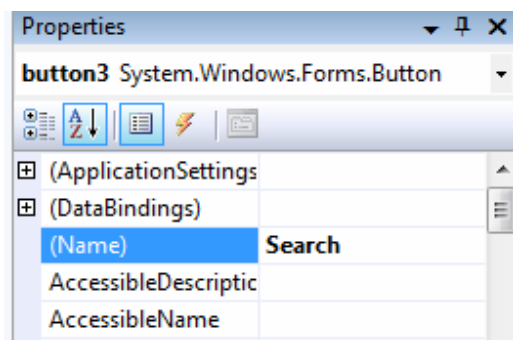 Properties
button3 System.Windows.Forms.Button
(ApplicationSettings
(DataBindings)
(Name) Search
AccessibleDescriptic
AccessibleName